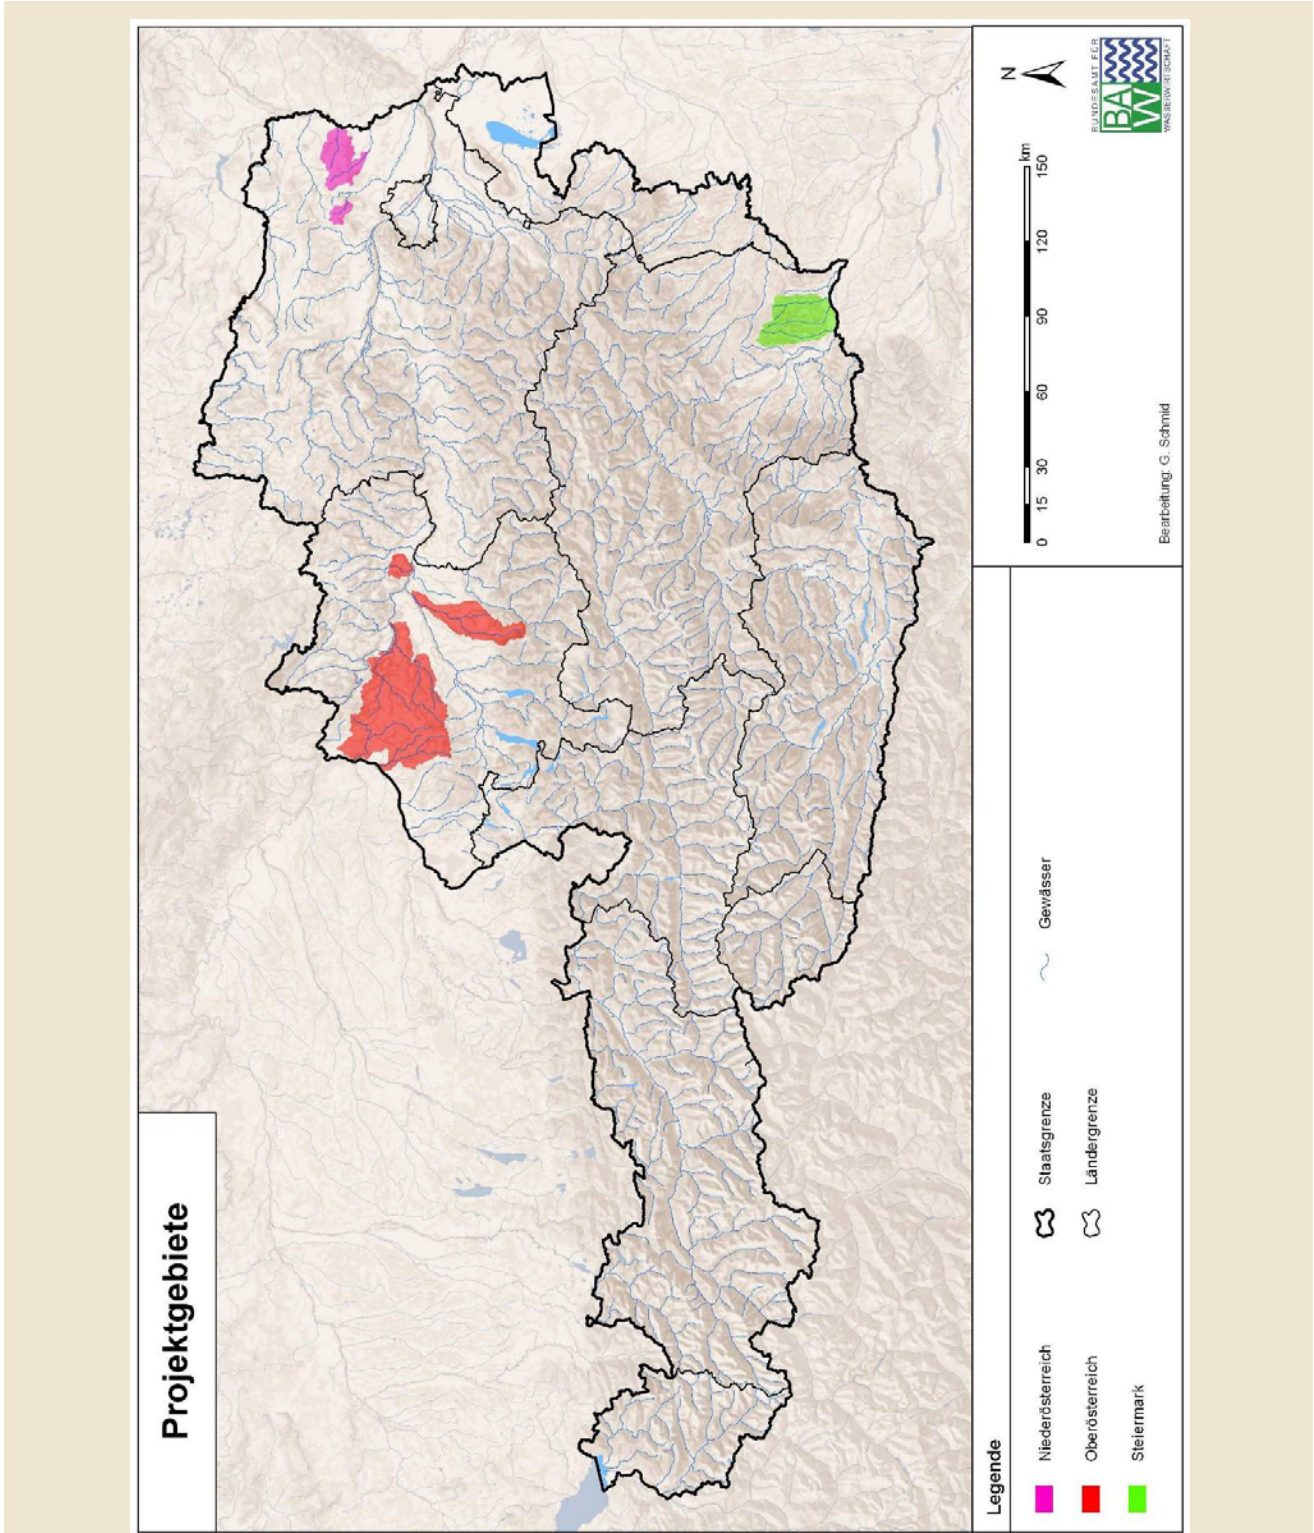 Projektgebiete
Legende
Niederösterreich
Oberösterreich
Steiermark
Staatsgrenze
Ländergrenze
Gewässer
0 15 30 60 90 120 150
km
N
Bearbeitung: G. Schmid
BUNDESAMT FÜR
BAW
WASSERWIRTSCHAFT